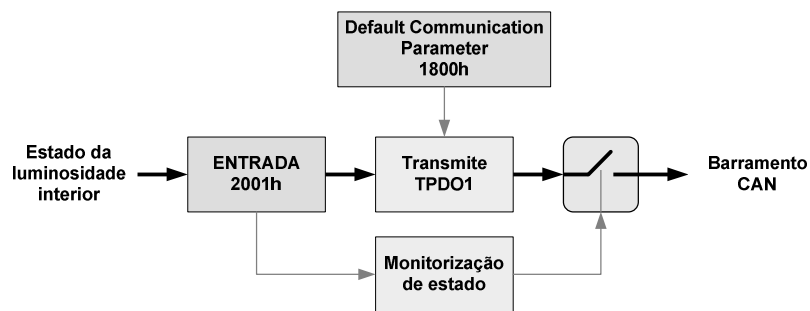 Default Communication
Parameter
1800h
Estado da
luminosidade
interior
ENTRADA
2001h
Transmite
TPDO1
Barramento
CAN
Monitorização
de estado